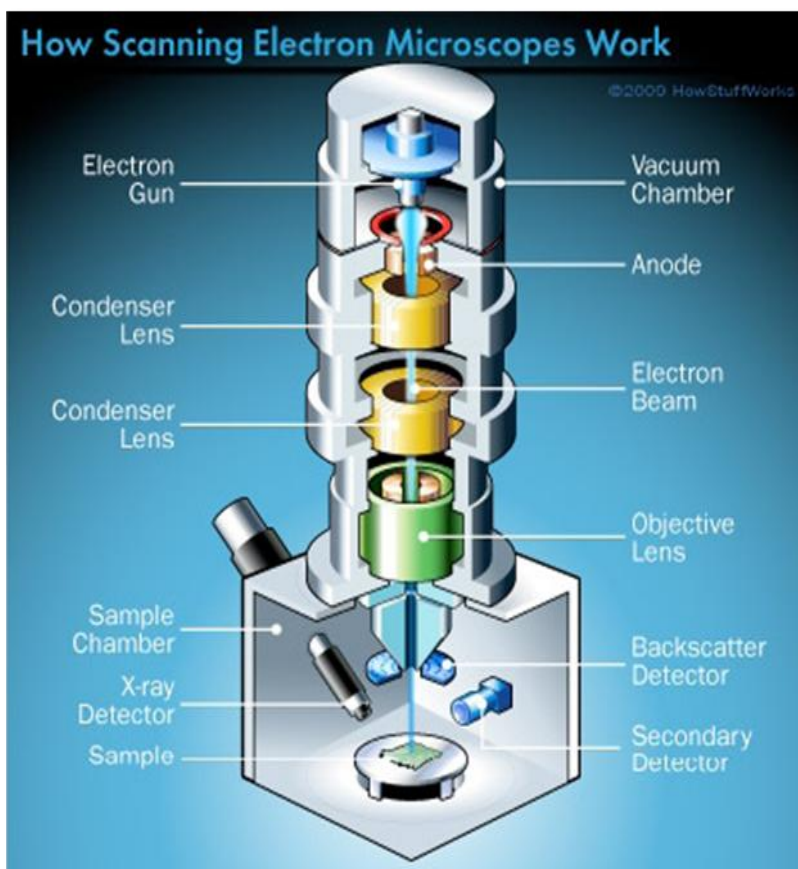 How Scanning Electron Microscopes Work
©2009 HowStuffWorks
Electron
Gun
Vacuum
Chamber
Anode
Condenser
Lens
Electron
Beam
Condenser
Lens
Objective
Lens
Sample
Chamber
Backscatter
Detector
X-ray
Detector
Secondary
Detector
Sample